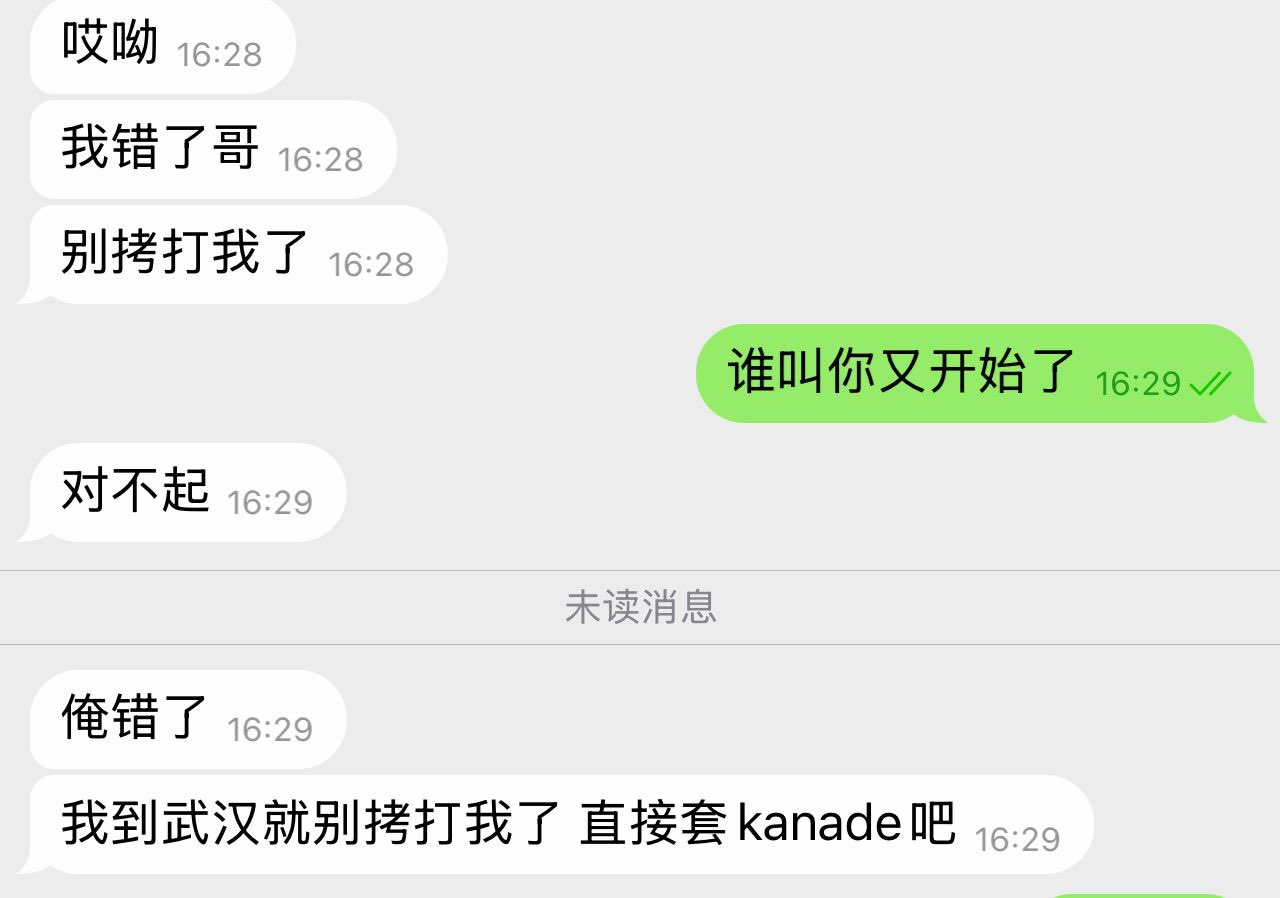 哎呦 16:28
我错了哥 16:28
别拷打我了 16:28
谁叫你又开始了 16:29
对不起 16:29
未读消息
俺错了 16:29
我到武汉就别拷打我了 直接套kanade吧 16:29